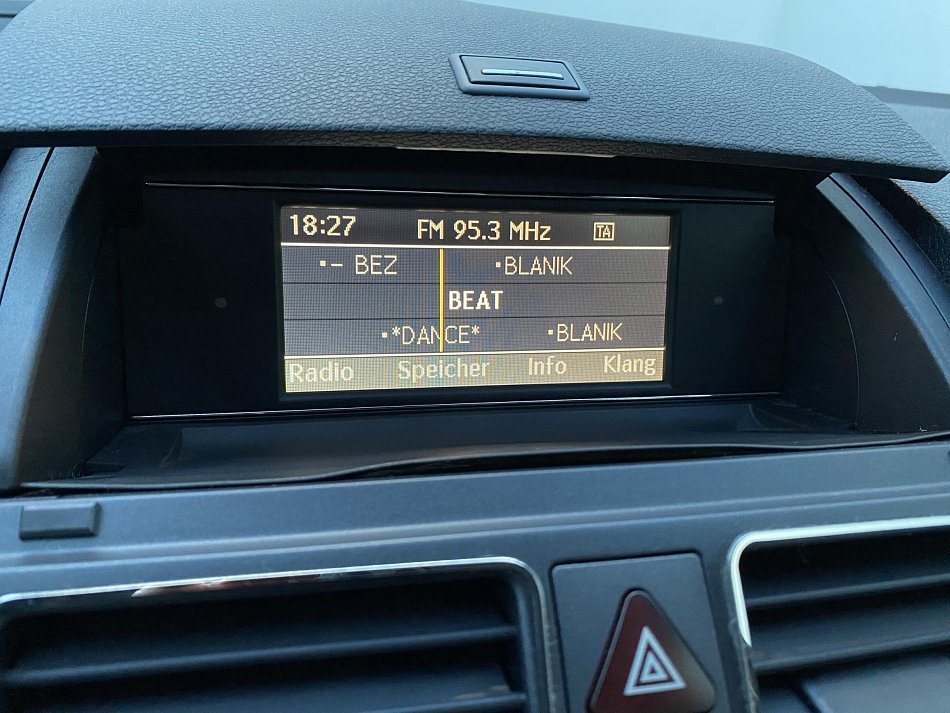 18:27 FM 95.3 MHz TA
▪– BEZ ▪BLANIK
BEAT
▪*DANCE* ▪BLANIK
Radio Speicher Info Klang